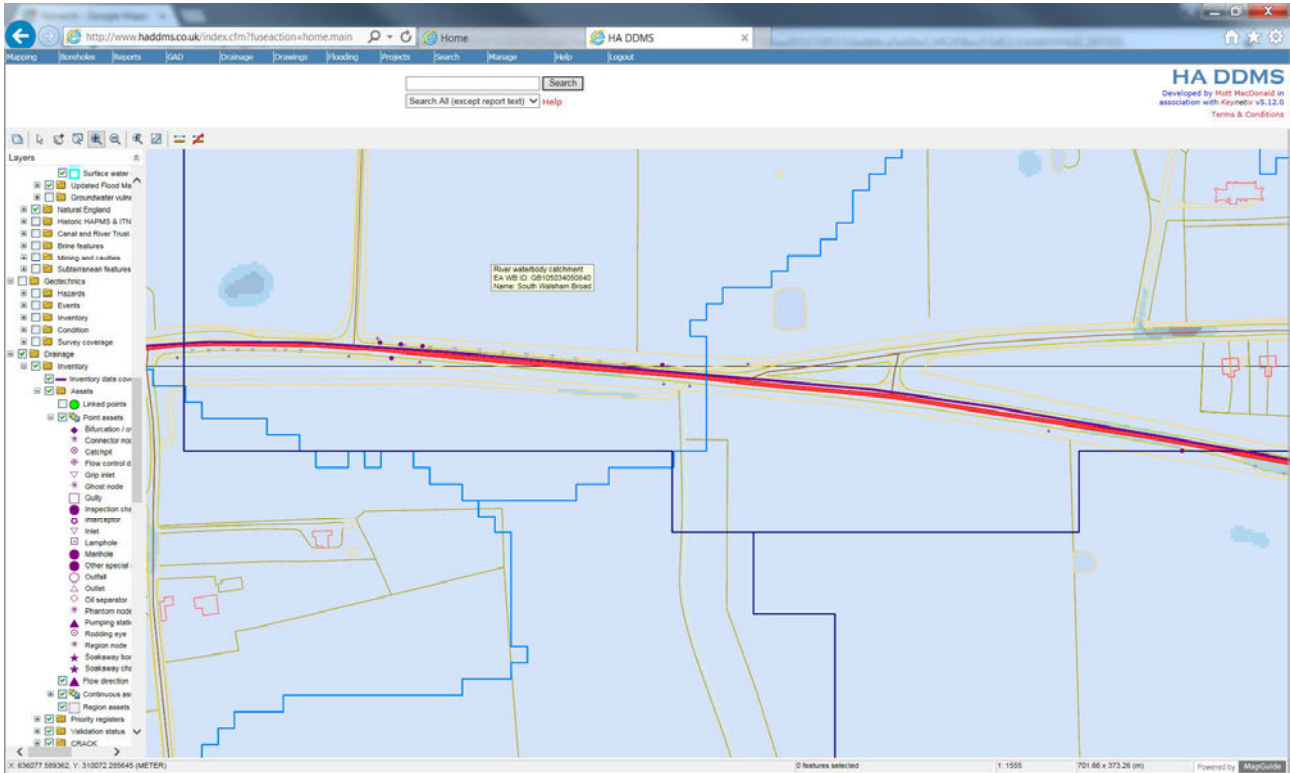 http://www.haddms.co.uk/index.cfm?fuseaction=home.main
Home
HA DDMS
Mapping Boreholes Reports GAD Drainage Drawings Flooding Projects Search Manage Help Logout
Search
Search All (except report text) Help
HA DDMS
Developed by Mott MacDonald in
association with Keynetix v5.12.0
Terms & Conditions
Layers
Surface water
Updated Flood Ma
Groundwater vulne
Natural England
Historic HAPMS & ITN
Canal and River Trust
Brine features
Mining and cavities
Subterranean features
Geotechnics
Hazards
Events
Inventory
Condition
Survey coverage
Drainage
Inventory
Inventory data cov
Assets
Linked points
Point assets
Bifurcation / o
Connector no
Catchpit
Flow control d
Grip inlet
Ghost node
Gully
Inspection cha
Interceptor
Inlet
Lamphole
Manhole
Other special
Outfall
Outlet
Oil separator
Phantom node
Pumping statio
Rodding eye
Region node
Soakaway bor
Soakaway cha
Flow direction
Continuous as
Region assets
Priority registers
Validation status
CRACK
River waterbody catchment
EA WB ID: GB105034050840
Name: South Walsham Broad
X: 636077.569362, Y: 310072.285645 (METER)
0 features selected
1: 1555
701.66 x 373.26 (m)
Powered by MapGuide